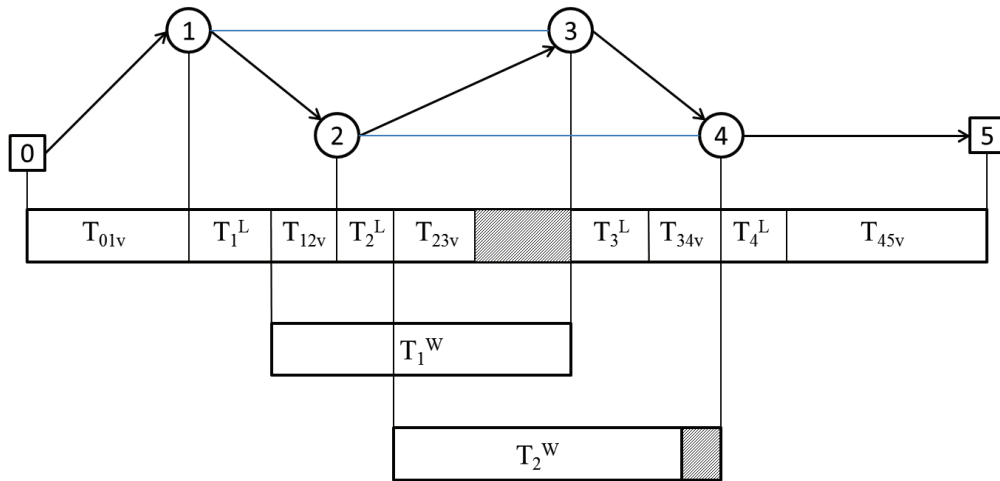 1 3
2 4
0 5
T₀₁ᵥ T₁ᴸ T₁₂ᵥ T₂ᴸ T₂₃ᵥ T₃ᴸ T₃₄ᵥ T₄ᴸ T₄₅ᵥ
T₁ᵂ
T₂ᵂ